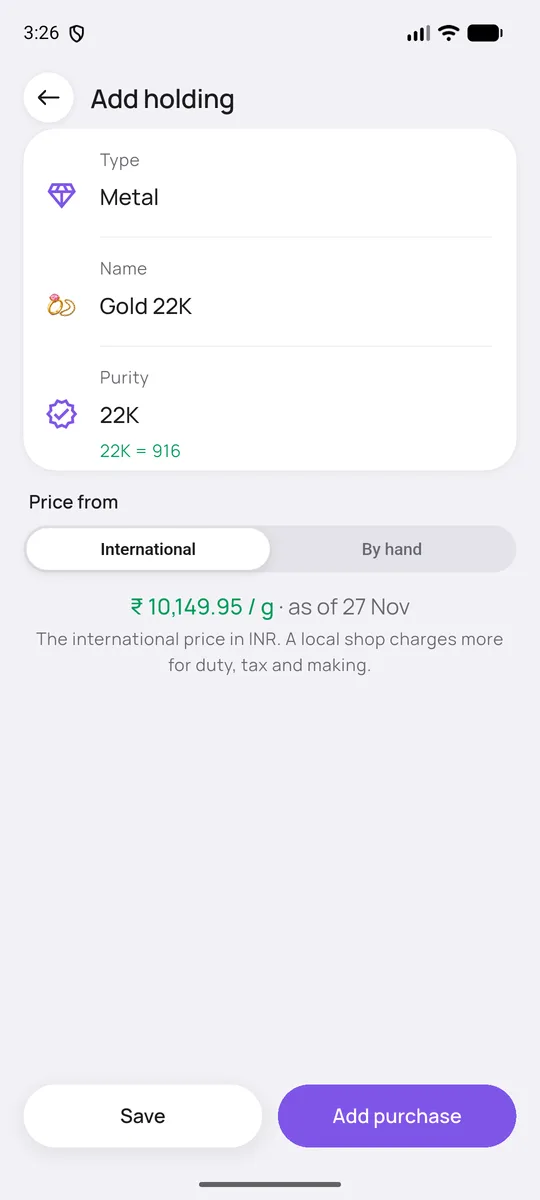 3:26
Add holding
Type
Metal
Name
Gold 22K
Purity
22K
22K = 916
Price from
International
By hand
₹ 10,149.95 / g · as of 27 Nov
The international price in INR. A local shop charges more
for duty, tax and making.
Save
Add purchase